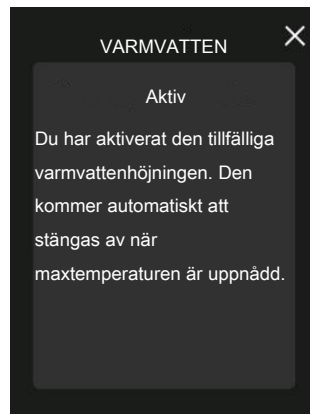 VARMVATTEN
Aktiv
Du har aktiverat den tillfälliga
varmvattenhöjningen. Den
kommer automatiskt att
stängas av när
maxtemperaturen är uppnådd.